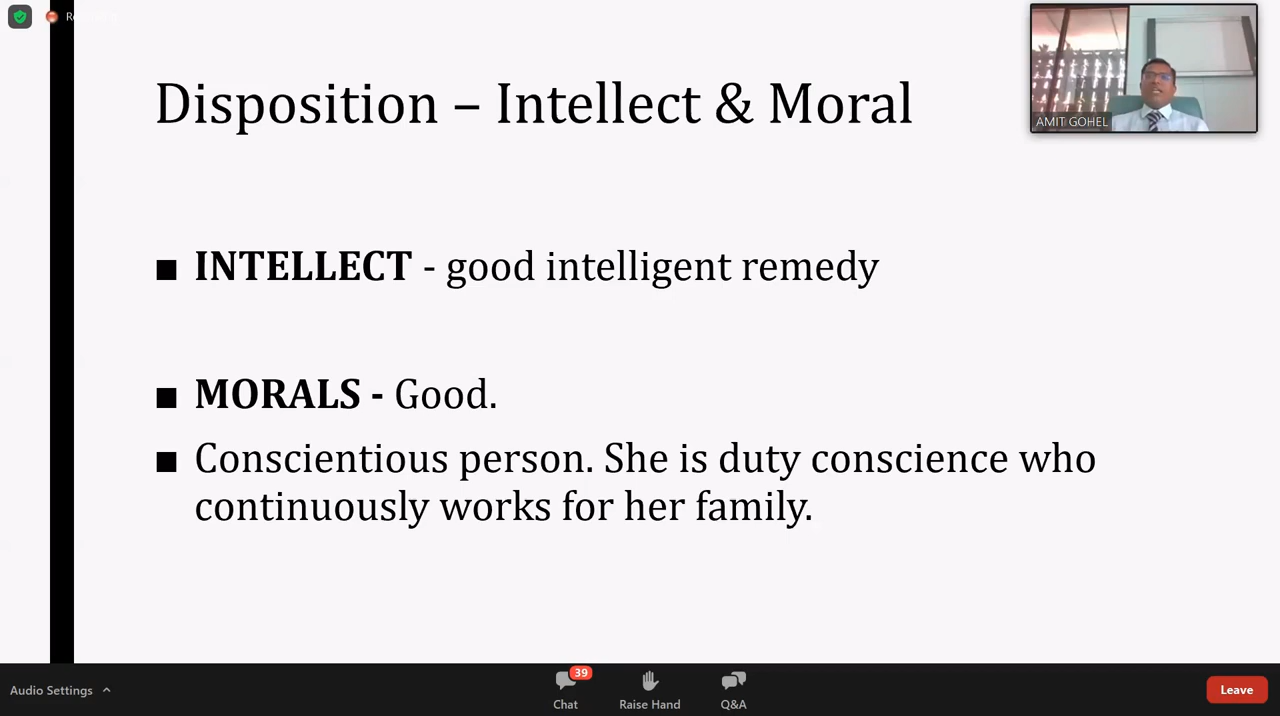 Disposition – Intellect & Moral
AMIT GOHEL
■ INTELLECT - good intelligent remedy
■ MORALS - Good.
■ Conscientious person. She is duty conscience who
continuously works for her family.
Audio Settings
39
Chat
Raise Hand
Q&A
Leave